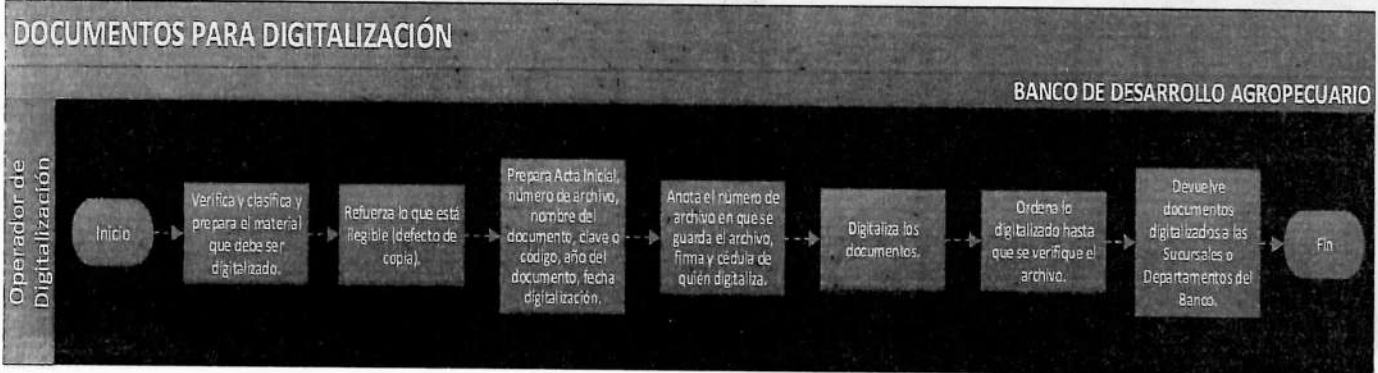 DOCUMENTOS PARA DIGITALIZACIÓN
BANCO DE DESARROLLO AGROPECUARIO
Operador de
Digitalización
Inicio
Verifica y clasifica y
prepara el material
que debe ser
digitalizado.
Refuerza lo que está
ilegible (defecto de
copia).
Prepara Acta Inicial,
número de archivo,
nombre del
documento, clave o
código, año del
documento, fecha
digitalización.
Anota el número de
archivo en que se
guarda el archivo,
firma y cédula de
quién digitaliza.
Digitaliza los
documentos.
Ordena lo
digitalizado hasta
que se verifique el
archivo.
Devuelve
documentos
digitalizados a las
Sucursales o
Departamentos del
Banco.
Fin